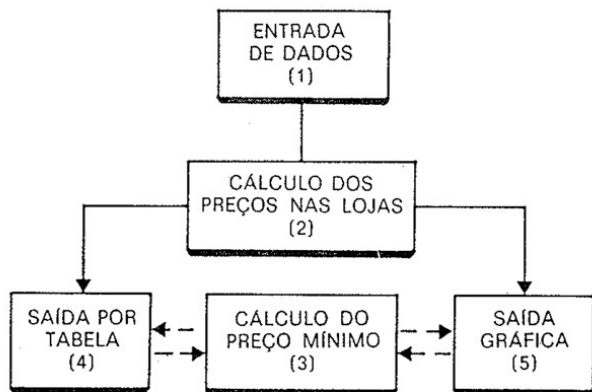 ENTRADA
DE DADOS
(1)
CÁLCULO DOS
PREÇOS NAS LOJAS
(2)
SAÍDA POR
TABELA
(4)
CÁLCULO DO
PREÇO MÍNIMO
(3)
SAÍDA
GRÁFICA
(5)